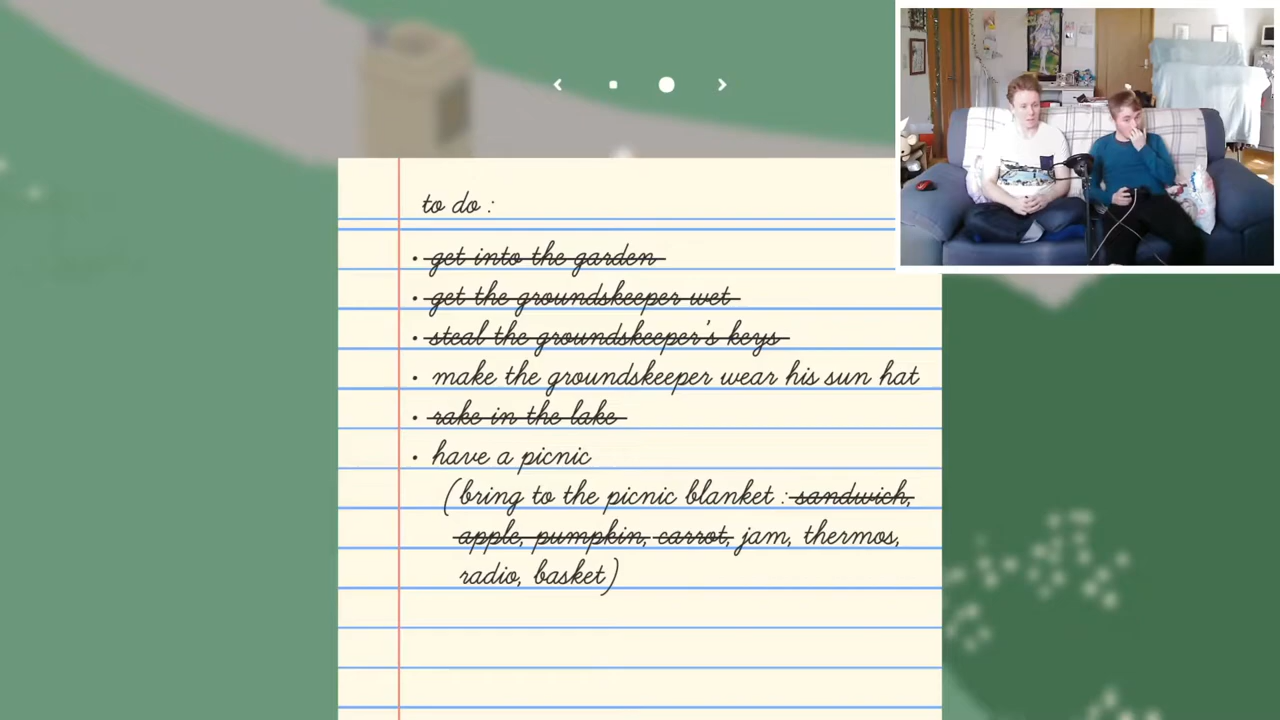 to do :
• get into the garden
• get the groundskeeper wet
• steal the groundskeeper's keys
• make the groundskeeper wear his sun hat
• rake in the lake
• have a picnic
(bring to the picnic blanket : sandwich,
apple, pumpkin, carrot, jam, thermos,
radio, basket)